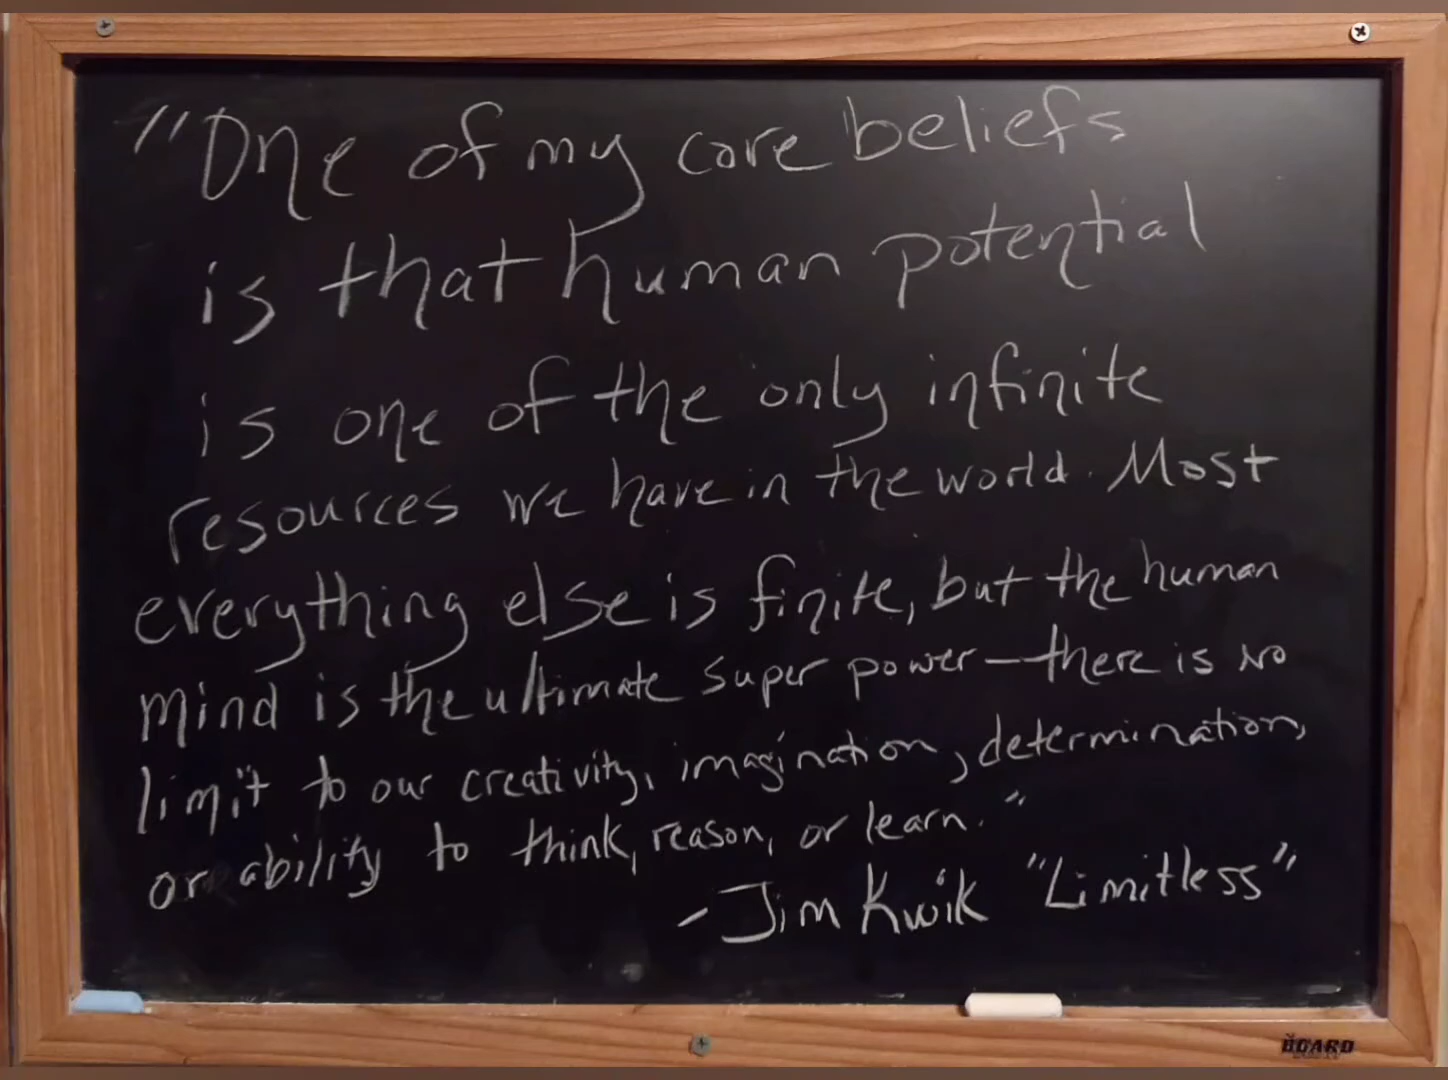 "One of my core beliefs
is that human potential
is one of the only infinite
resources we have in the world. Most
everything else is finite, but the human
mind is the ultimate super power — there is no
limit to our creativity, imagination, determination,
or ability to think, reason, or learn."
- Jim Kwik "Limitless"
BOARD